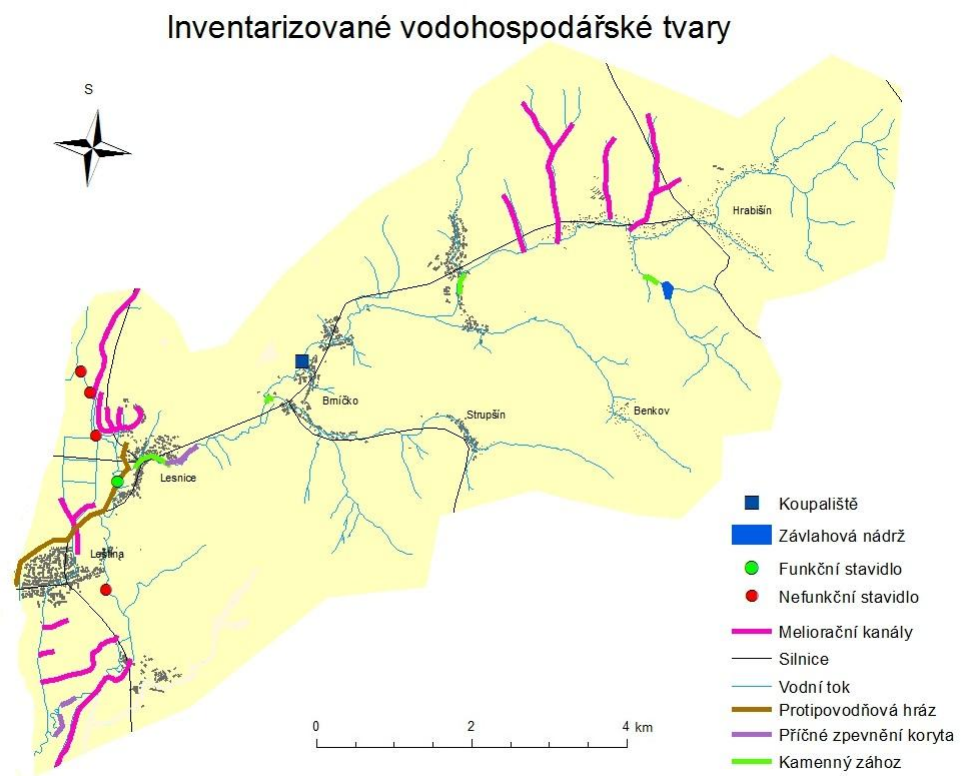 Inventarizované vodohospodářské tvary
S
Hrabišín
Brníčko
Strupšín
Benkov
Lesnice
Leština
Koupaliště
Závlahová nádrž
Funkční stavidlo
Nefunkční stavidlo
Meliorační kanály
Silnice
Vodní tok
Protipovodňová hráz
Příčné zpevnění koryta
Kamenný zához
0 2 4 km